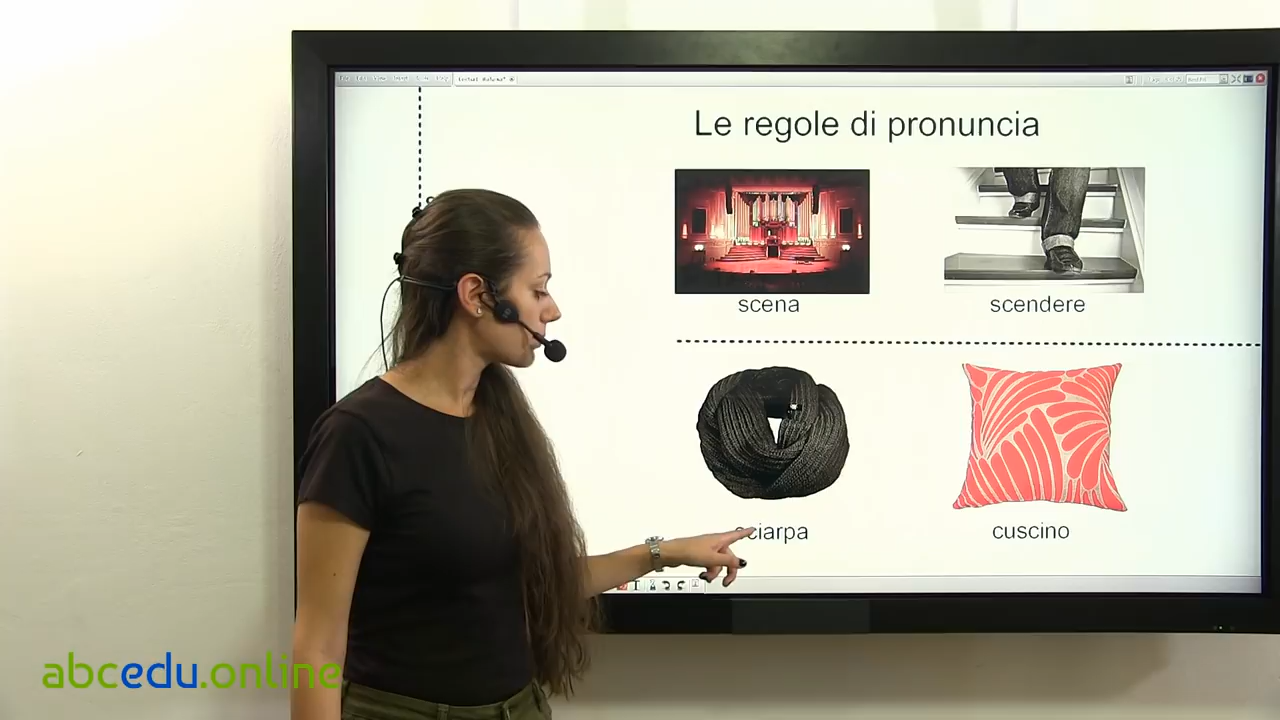 Le regole di pronuncia
scena
scendere
sciarpa
cuscino
abcedu.online